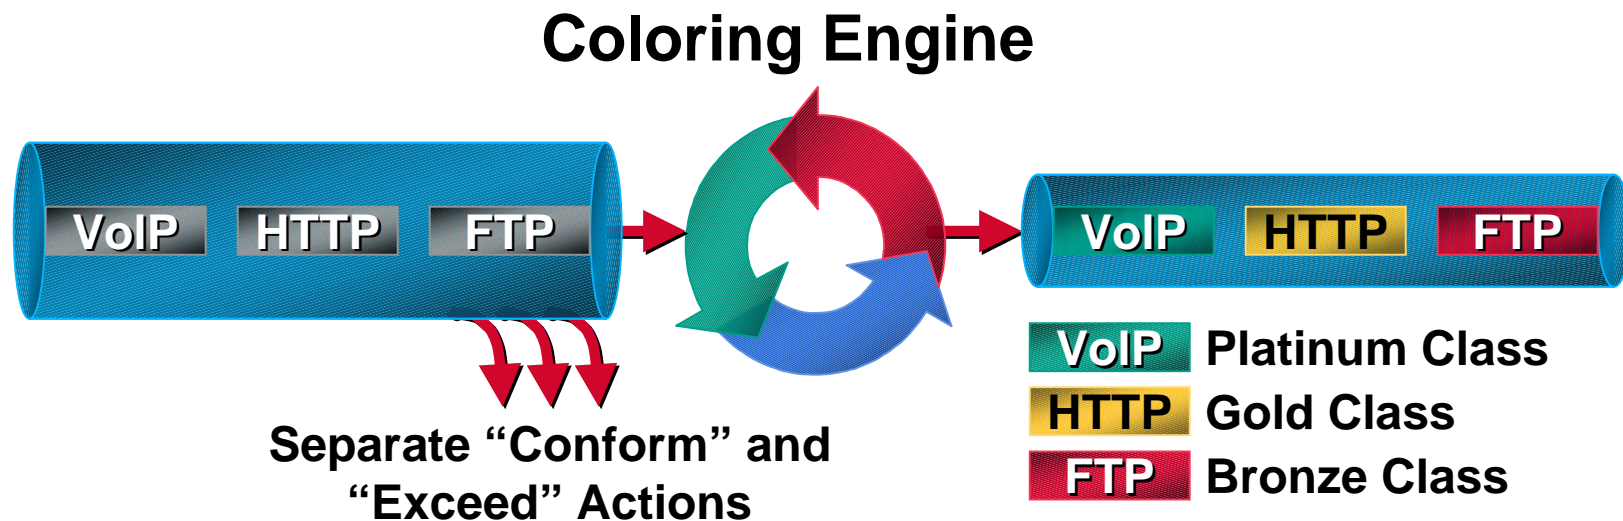 Coloring Engine
VoIP HTTP FTP
VoIP HTTP FTP
Separate “Conform” and
“Exceed” Actions
VoIP Platinum Class
HTTP Gold Class
FTP Bronze Class